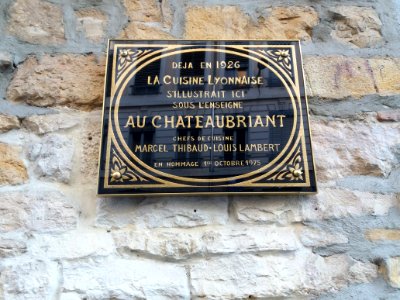 DEJA EN 1926
LA CUISINE LYONNAISE
S'ILLUSTRAIT ICI
SOUS L'ENSEIGNE
AU CHATEAUBRIANT
CHEFS DE CUISINE
MARCEL THIBAUD - LOUIS LAMBERT
EN HOMMAGE 1ER OCTOBRE 1975